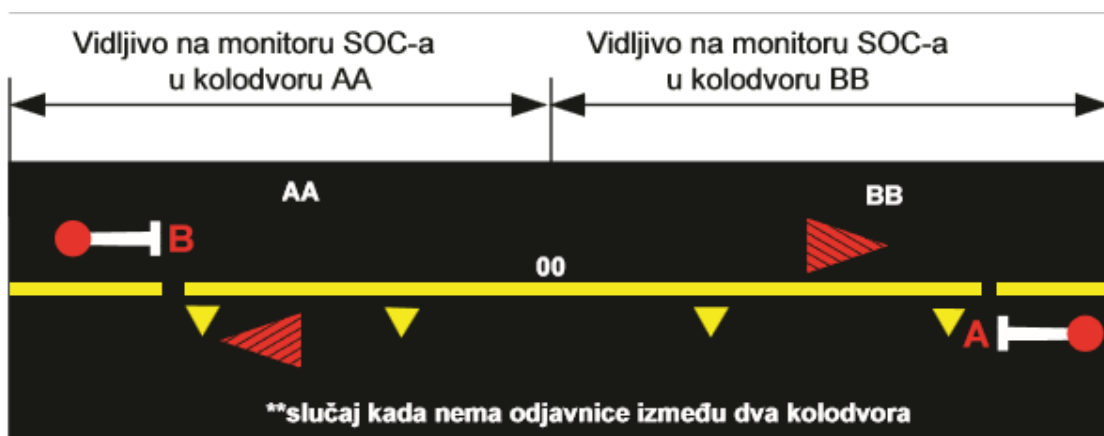 Vidljivo na monitoru SOC-a
u kolodvoru AA
Vidljivo na monitoru SOC-a
u kolodvoru BB
AA
BB
B
00
A
**slučaj kada nema odjavnice između dva kolodvora